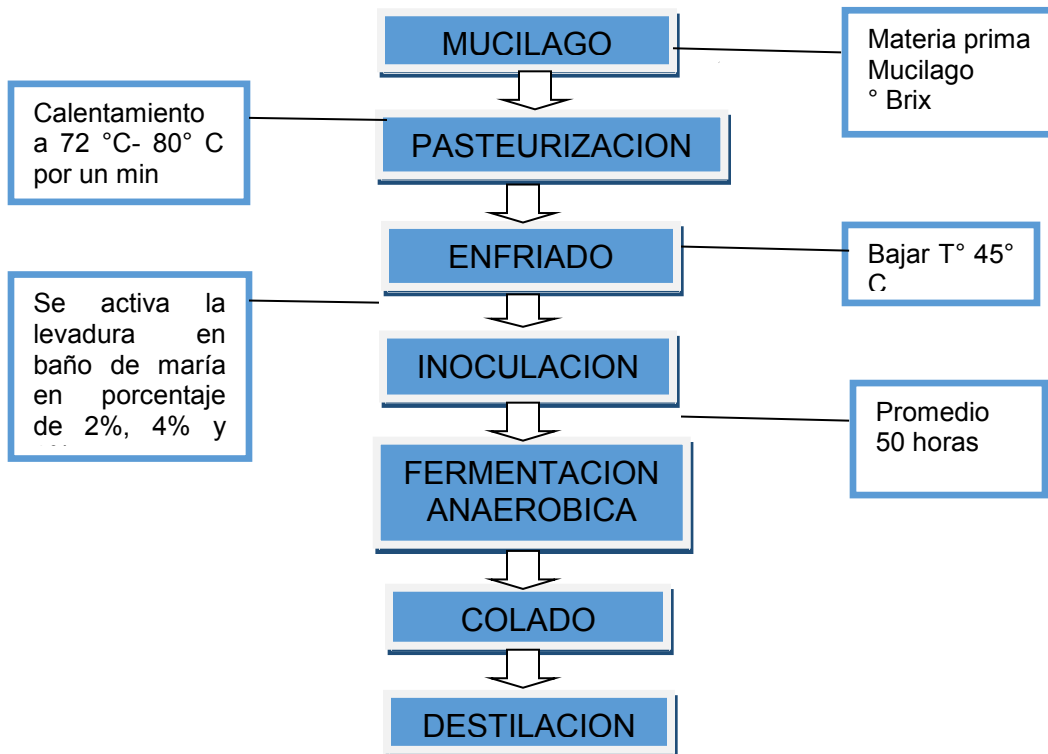 MUCILAGO
Materia prima
Mucilago
° Brix
Calentamiento
a 72 °C- 80° C
por un min
PASTEURIZACION
ENFRIADO
Bajar T° 45°
C
Se activa la
levadura en
baño de maría
en porcentaje
de 2%, 4% y
INOCULACION
Promedio
50 horas
FERMENTACION
ANAEROBICA
COLADO
DESTILACION